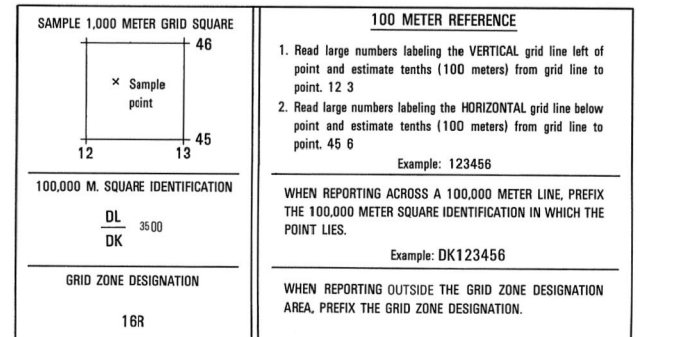 SAMPLE 1,000 METER GRID SQUARE
46
× Sample
point
45
12
13
100,000 M. SQUARE IDENTIFICATION
DL
3500
DK
GRID ZONE DESIGNATION
16R
100 METER REFERENCE
1. Read large numbers labeling the VERTICAL grid line left of
point and estimate tenths (100 meters) from grid line to
point. 12 3
2. Read large numbers labeling the HORIZONTAL grid line below
point and estimate tenths (100 meters) from grid line to
point. 45 6
Example: 123456
WHEN REPORTING ACROSS A 100,000 METER LINE, PREFIX
THE 100,000 METER SQUARE IDENTIFICATION IN WHICH THE
POINT LIES.
Example: DK123456
WHEN REPORTING OUTSIDE THE GRID ZONE DESIGNATION
AREA, PREFIX THE GRID ZONE DESIGNATION.